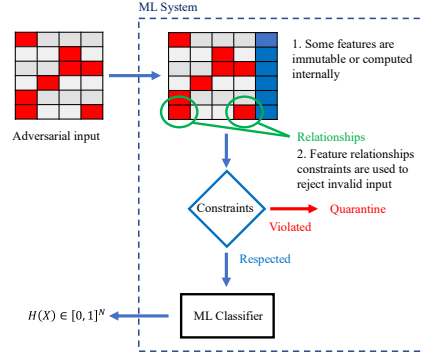 ML System
1. Some features are
immutable or computed
internally
Adversarial input
Relationships
2. Feature relationships
constraints are used to
reject invalid input
Constraints
Quarantine
Violated
Respected
ML Classifier
H(X) ∈ [0, 1]^N